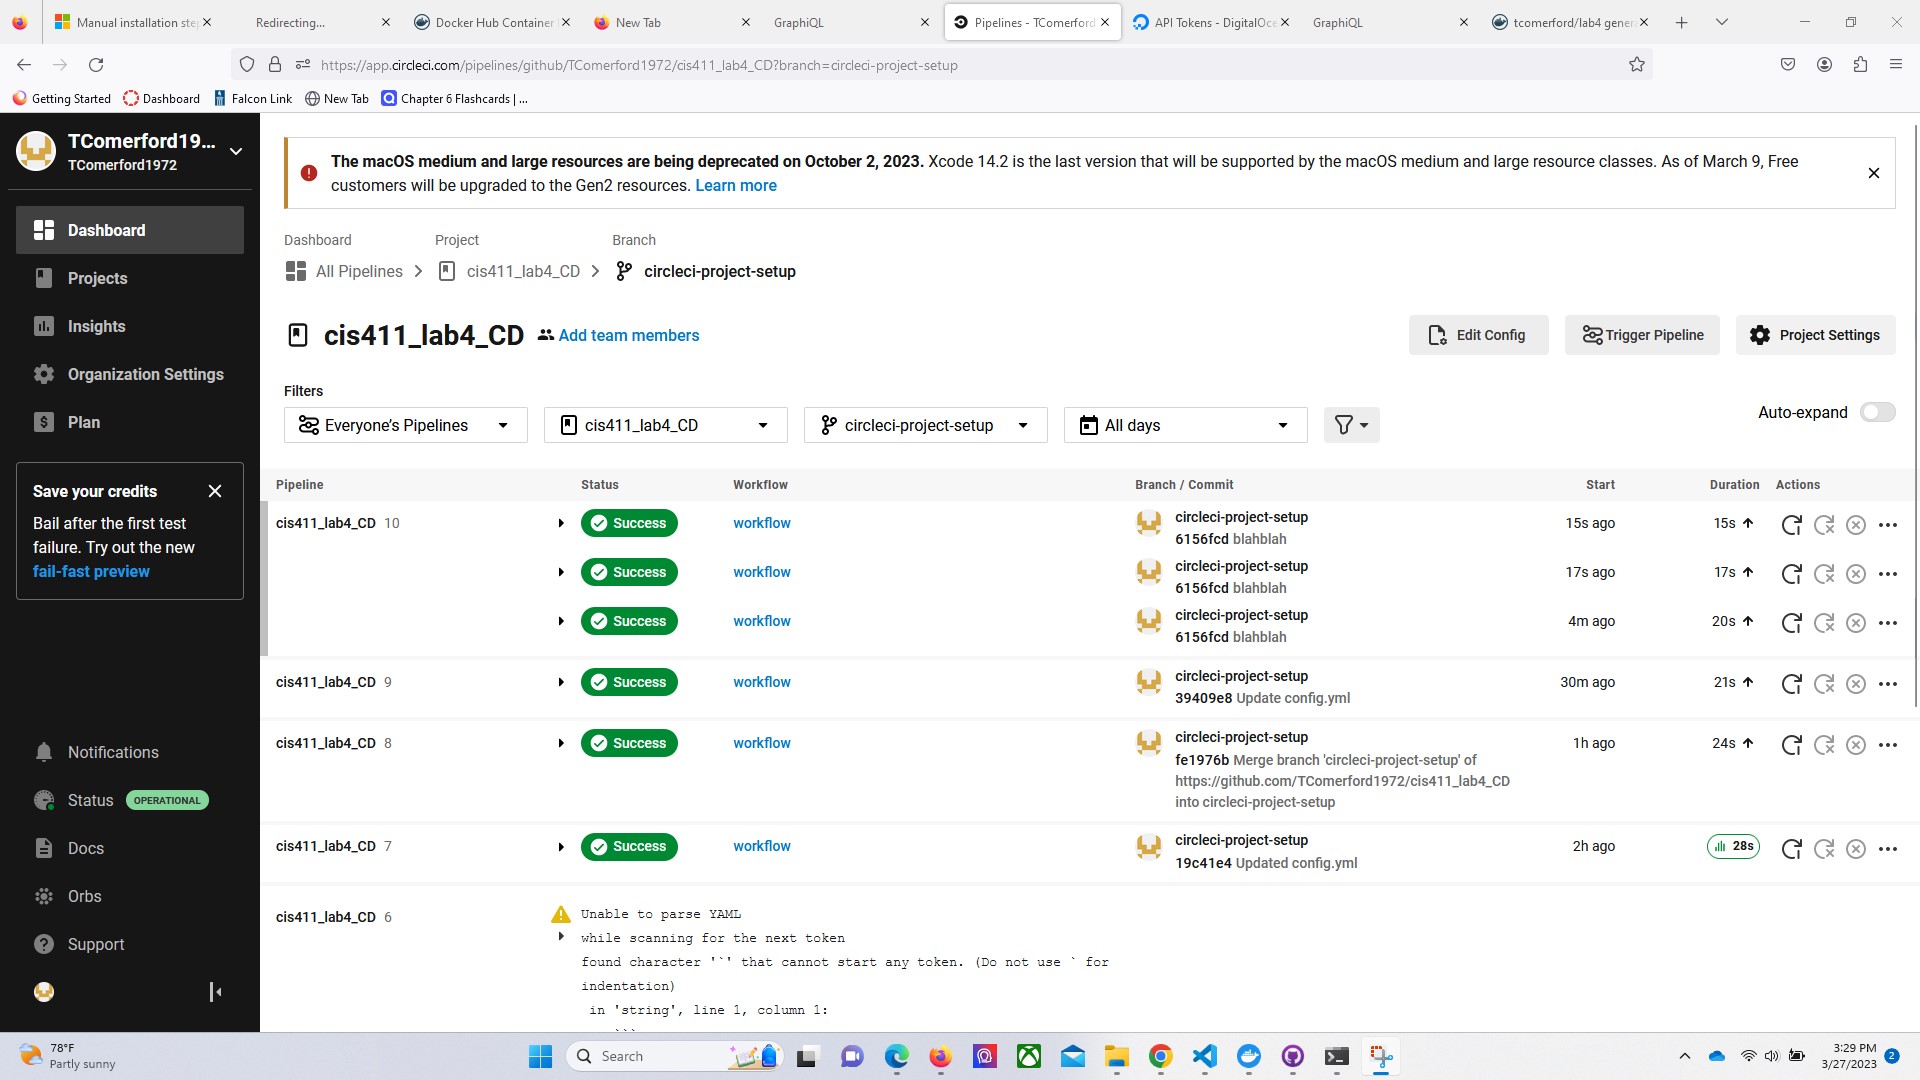 Manual installation ste
Redirecting...
Docker Hub Container
New Tab
GraphiQL
Pipelines - TComerford
API Tokens - DigitalOce
GraphiQL
tcomerford/lab4 gener
https://app.circleci.com/pipelines/github/TComerford1972/cis411_lab4_CD?branch=circleci-project-setup
Getting Started
Dashboard
Falcon Link
New Tab
Chapter 6 Flashcards | ...
TComerford19...
TComerford1972
Dashboard
Projects
Insights
Organization Settings
Plan
Save your credits
Bail after the first test
failure. Try out the new
fail-fast preview
Notifications
Status OPERATIONAL
Docs
Orbs
Support
The macOS medium and large resources are being deprecated on October 2, 2023. Xcode 14.2 is the last version that will be supported by the macOS medium and large resource classes. As of March 9, Free
customers will be upgraded to the Gen2 resources. Learn more
Dashboard Project Branch
All Pipelines cis411_lab4_CD circleci-project-setup
cis411_lab4_CD Add team members
Edit Config Trigger Pipeline Project Settings
Filters
Everyone's Pipelines cis411_lab4_CD circleci-project-setup All days
Auto-expand
Pipeline Status Workflow Branch / Commit Start Duration Actions
cis411_lab4_CD 10 Success workflow circleci-project-setup 15s ago 15s
6156fcd blahblah
Success workflow circleci-project-setup 17s ago 17s
6156fcd blahblah
Success workflow circleci-project-setup 4m ago 20s
6156fcd blahblah
cis411_lab4_CD 9 Success workflow circleci-project-setup 30m ago 21s
39409e8 Update config.yml
cis411_lab4_CD 8 Success workflow circleci-project-setup 1h ago 24s
fe1976b Merge branch 'circleci-project-setup' of
https://github.com/TComerford1972/cis411_lab4_CD
into circleci-project-setup
cis411_lab4_CD 7 Success workflow circleci-project-setup 2h ago 28s
19c41e4 Updated config.yml
cis411_lab4_CD 6 Unable to parse YAML
while scanning for the next token
found character '`' that cannot start any token. (Do not use ` for
indentation)
in 'string', line 1, column 1:
```
78°F
Partly sunny
Search
3:29 PM
3/27/2023
2